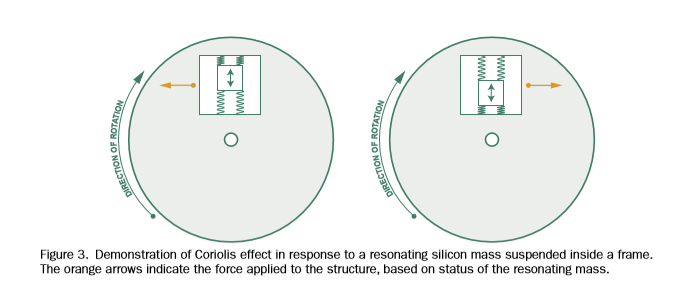 DIRECTION OF ROTATION
DIRECTION OF ROTATION
Figure 3. Demonstration of Coriolis effect in response to a resonating silicon mass suspended inside a frame.
The orange arrows indicate the force applied to the structure, based on status of the resonating mass.